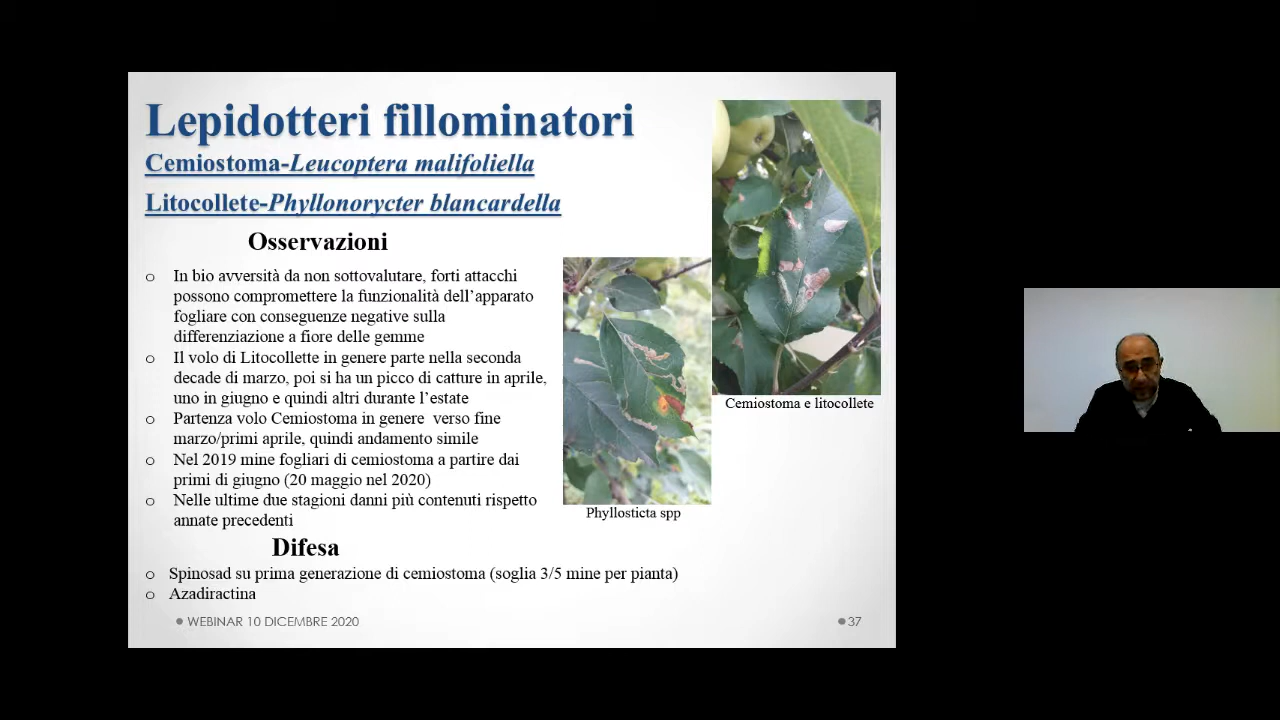 Lepidotteri fillominatori
Cemiostoma-Leucoptera malifoliella
Litocollete-Phyllonorycter blancardella
Osservazioni
o In bio avversità da non sottovalutare, forti attacchi
possono compromettere la funzionalità dell'apparato
fogliare con conseguenze negative sulla
differenziazione a fiore delle gemme
o Il volo di Litocollette in genere parte nella seconda
decade di marzo, poi si ha un picco di catture in aprile,
uno in giugno e quindi altri durante l'estate
o Partenza volo Cemiostoma in genere verso fine
marzo/primi aprile, quindi andamento simile
o Nel 2019 mine fogliari di cemiostoma a partire dai
primi di giugno (20 maggio nel 2020)
o Nelle ultime due stagioni danni più contenuti rispetto
annate precedenti
Cemiostoma e litocollete
Phyllosticta spp
Difesa
o Spinosad su prima generazione di cemiostoma (soglia 3/5 mine per pianta)
o Azadiractina
● WEBINAR 10 DICEMBRE 2020
● 37